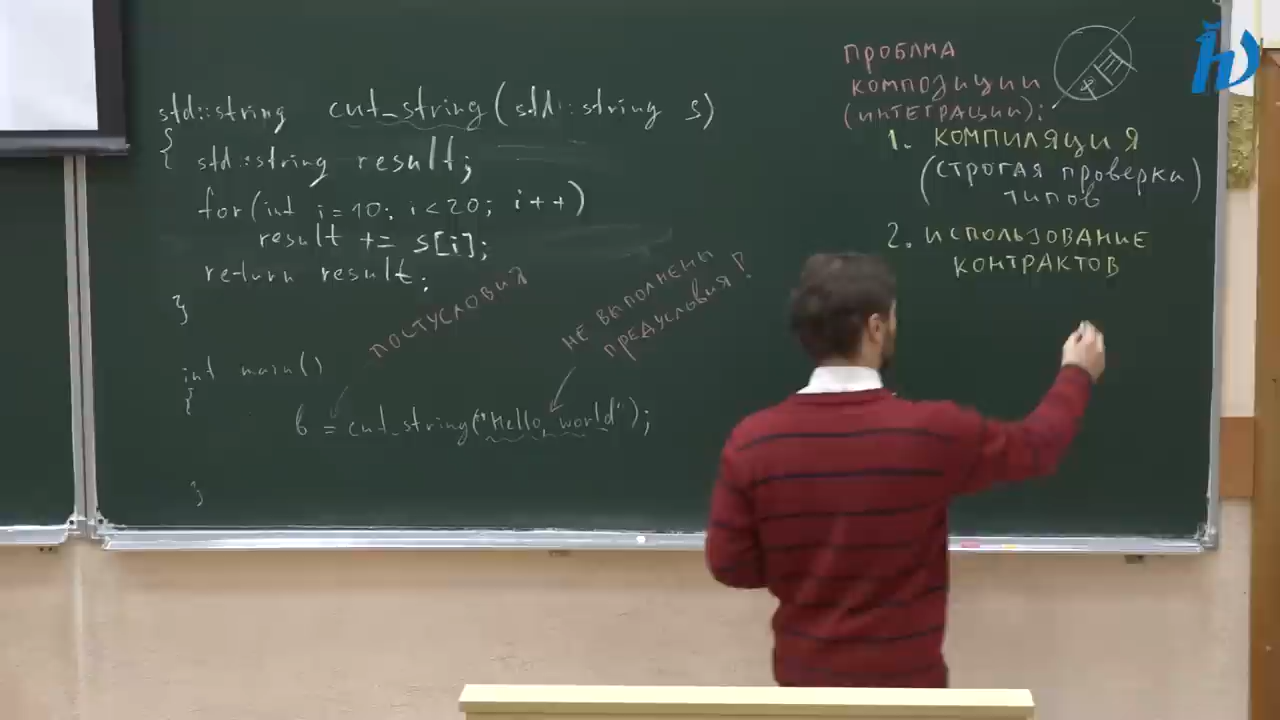 std::string cut_string(std::string s)
{ std::string result;
for(int i=10; i<20; i++)
result += s[i];
return result;
}
ПОСТУСЛОВИЯ
НЕ ВЫПОЛНЕНЫ
ПРЕДУСЛОВИЯ!
int main()
{
b = cut_string("Hello, world");
}
ПРОБЛМА
КОМПОЗИЦИИ
(ИНТЕГРАЦИИ):
1. КОМПИЛЯЦИЯ
(СТРОГАЯ ПРОВЕРКА)
ТИПОВ
2. ИСПОЛЬЗОВАНИЕ
КОНТРАКТОВ